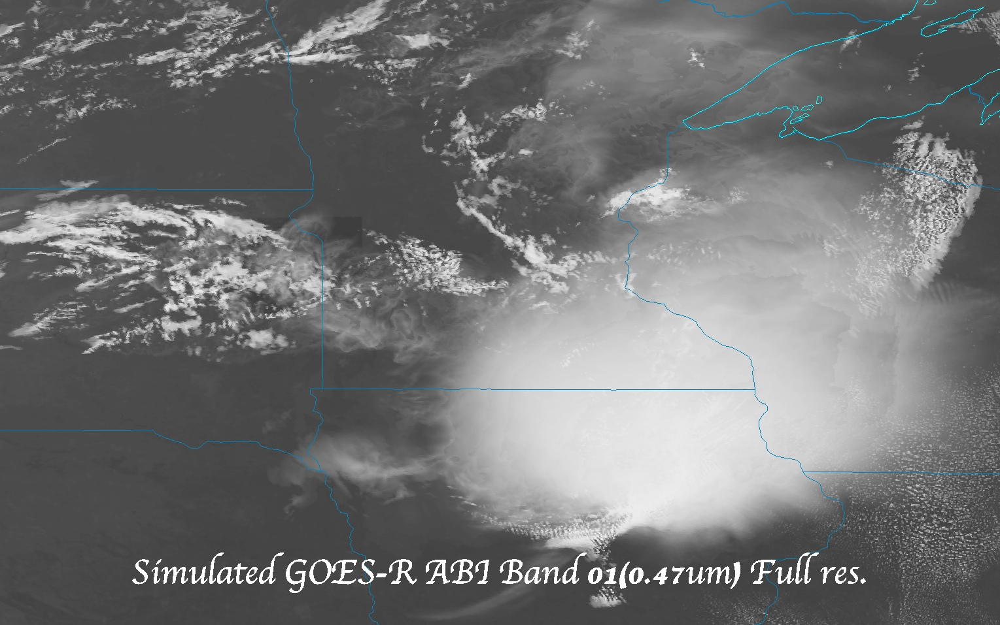 Simulated GOES-R ABI Band 01(0.47um) Full res.